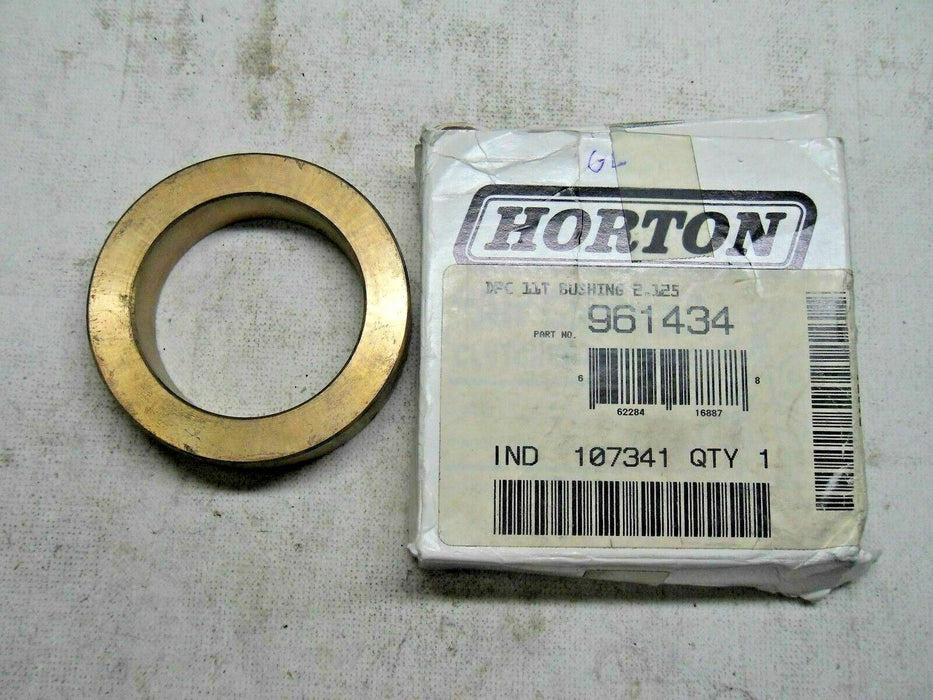 GL
HORTON
DPC 11T BUSHING 2.125
PART NO. 961434
6 62284 16887 8
IND 107341 QTY 1